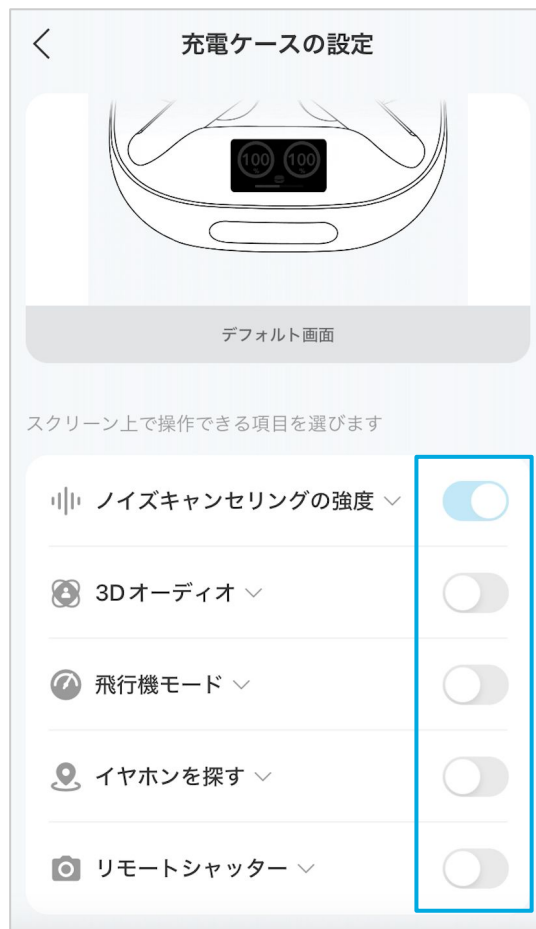 充電ケースの設定
100 100
デフォルト画面
スクリーン上で操作できる項目を選びます
ノイズキャンセリングの強度
3Dオーディオ
飛行機モード
イヤホンを探す
リモートシャッター